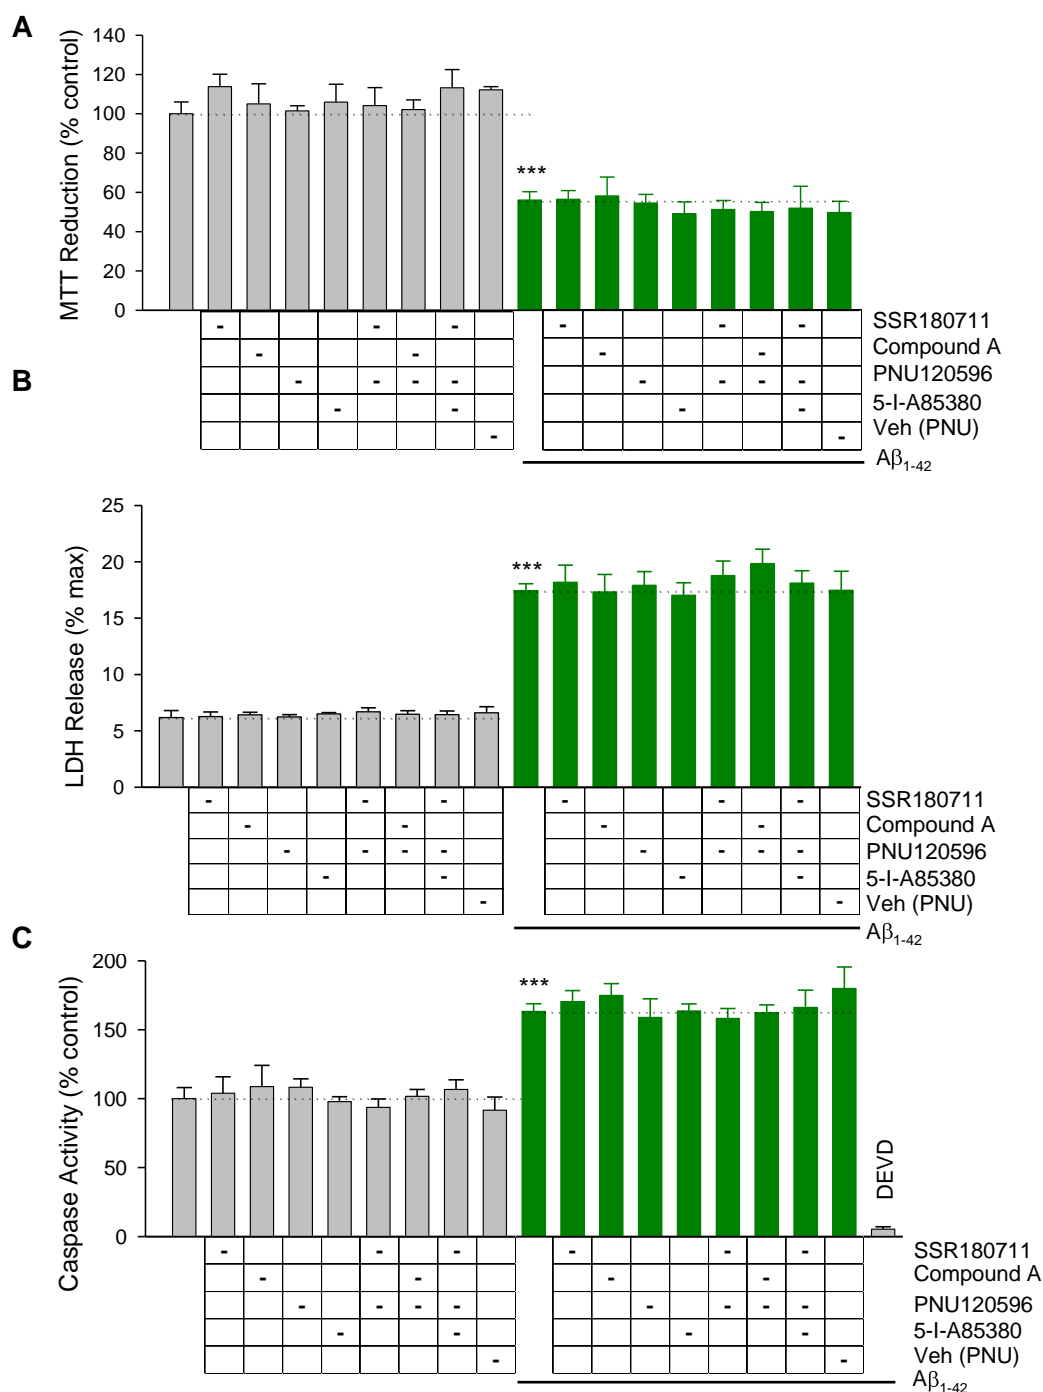 A
MTT Reduction (% control)
140
120
100
80
60
40
20
0
***
- - - SSR180711
- - - - Compound A
- - - - - - - - PNU120596
- - - - 5-I-A85380
- - Veh (PNU)
Aβ1-42
B
LDH Release (% max)
25
20
15
10
5
0
***
- - - - - - SSR180711
- - - - Compound A
- - - - - - - - PNU120596
- - - - 5-I-A85380
- - Veh (PNU)
Aβ1-42
C
Caspase Activity (% control)
200
150
100
50
0
***
DEVD
- - - - - - SSR180711
- - - - Compound A
- - - - - - - - PNU120596
- - - - 5-I-A85380
- - Veh (PNU)
Aβ1-42